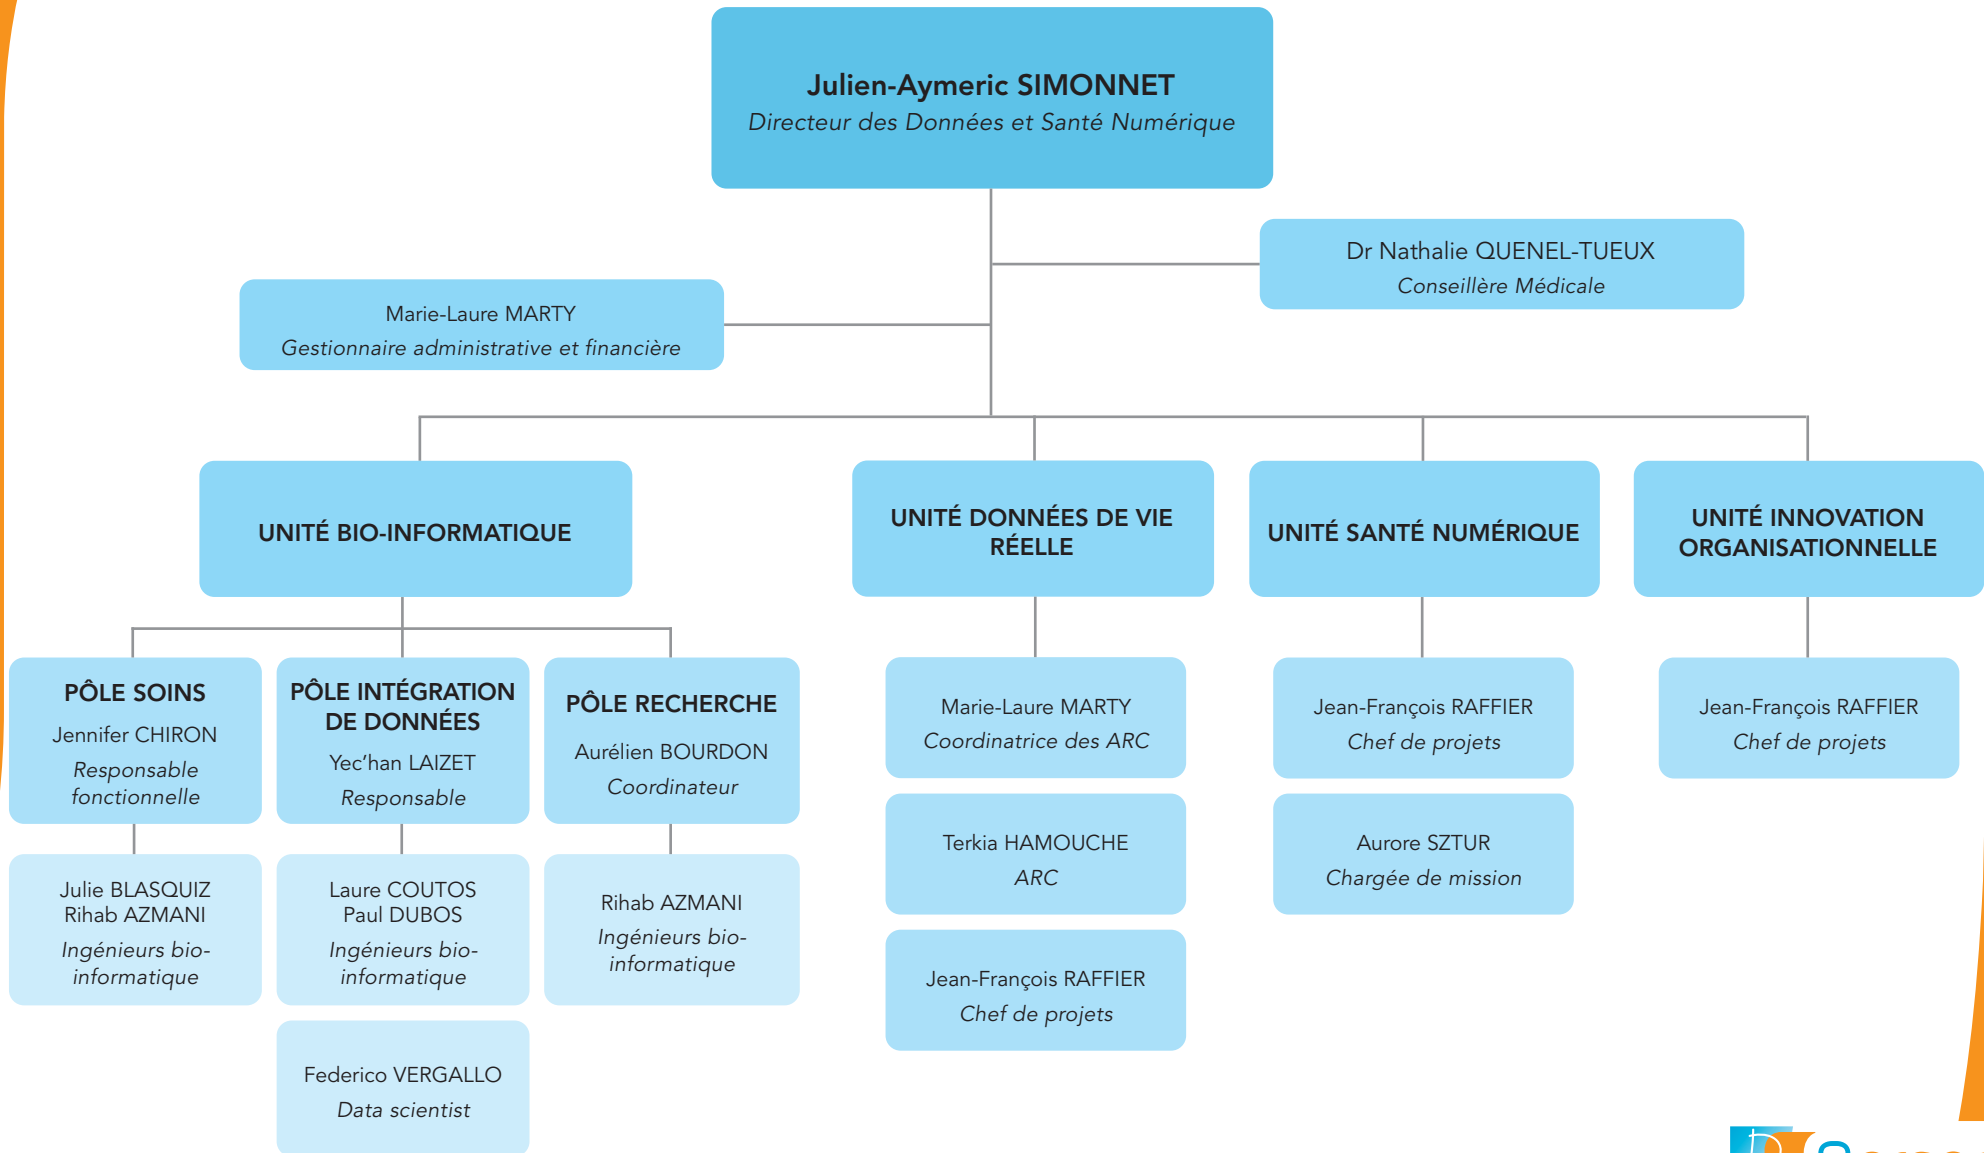 Julien-Aymeric SIMONNET
Directeur des Données et Santé Numérique
Dr Nathalie QUENEL-TUEUX
Conseillère Médicale
Marie-Laure MARTY
Gestionnaire administrative et financière
UNITÉ BIO-INFORMATIQUE
UNITÉ DONNÉES DE VIE
RÉELLE
UNITÉ SANTÉ NUMÉRIQUE
UNITÉ INNOVATION
ORGANISATIONNELLE
PÔLE SOINS
Jennifer CHIRON
Responsable
fonctionnelle
PÔLE INTÉGRATION
DE DONNÉES
Yec’han LAIZET
Responsable
PÔLE RECHERCHE
Aurélien BOURDON
Coordinateur
Julie BLASQUIZ
Rihab AZMANI
Ingénieurs bio-
informatique
Laure COUTOS
Paul DUBOS
Ingénieurs bio-
informatique
Rihab AZMANI
Ingénieurs bio-
informatique
Federico VERGALLO
Data scientist
Marie-Laure MARTY
Coordinatrice des ARC
Terkia HAMOUCHE
ARC
Jean-François RAFFIER
Chef de projets
Jean-François RAFFIER
Chef de projets
Aurore SZTUR
Chargée de mission
Jean-François RAFFIER
Chef de projets